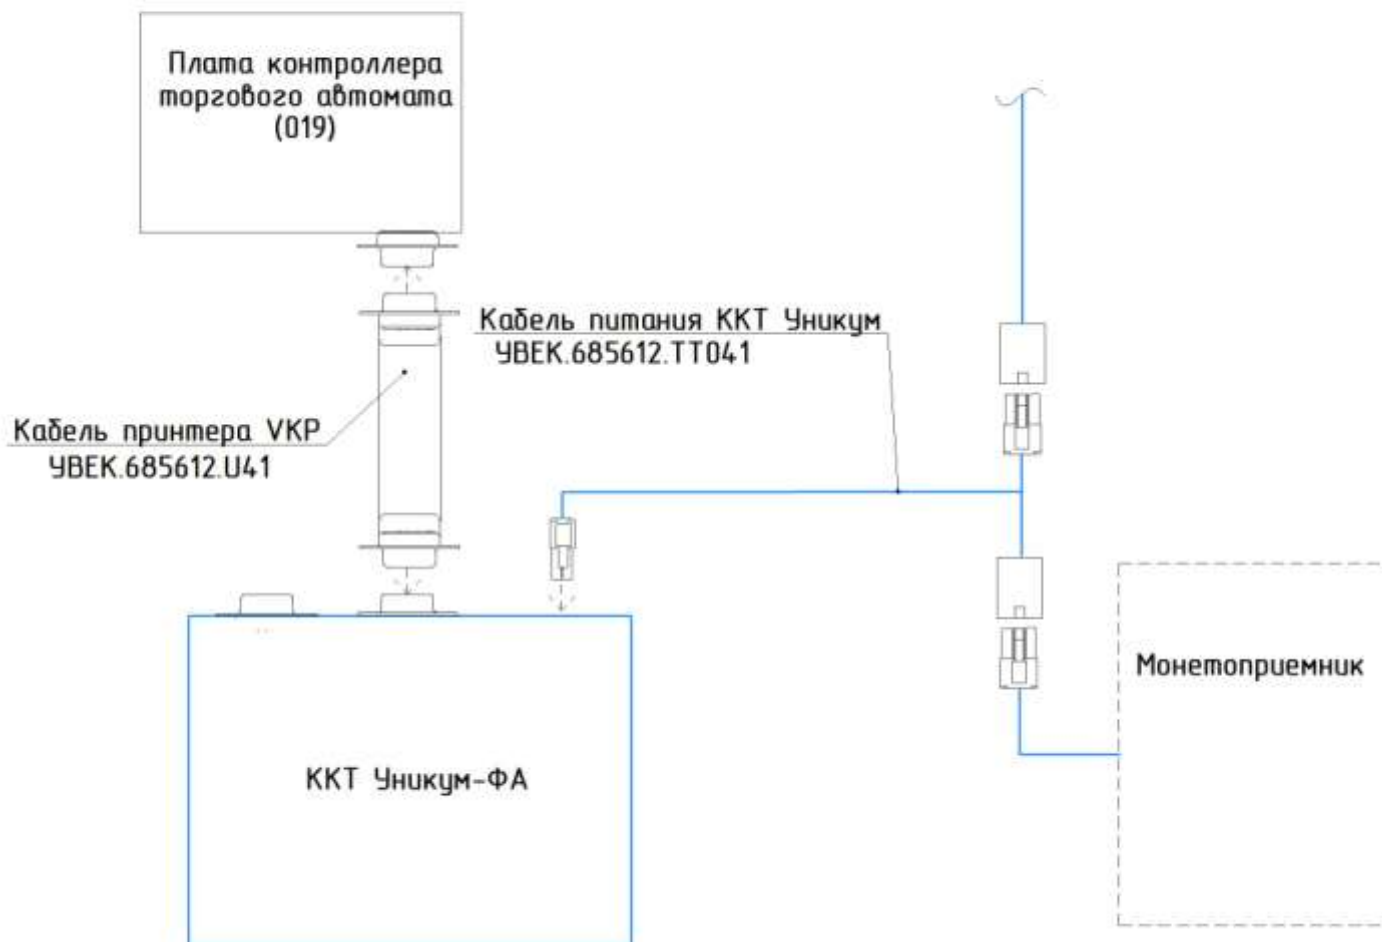 Плата контроллера
торгового автомата
(019)
Кабель питания ККТ Уникум
УВЕК.685612.ТТ041
Кабель принтера VKP
УВЕК.685612.U41
Монетоприемник
ККТ Уникум-ФА